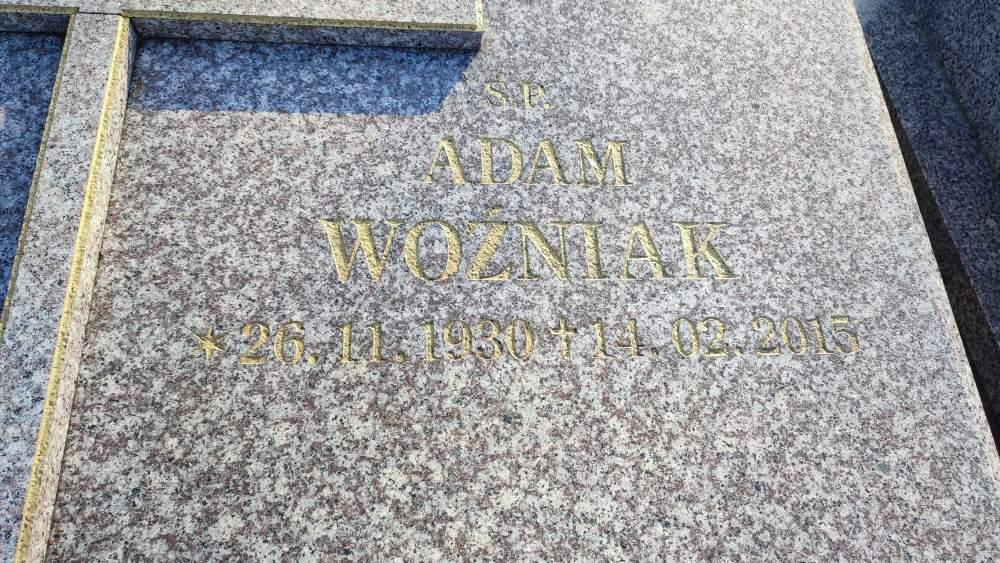 Ś.P.
ADAM
WOŹNIAK
* 26. 11. 1930 † 14. 02. 2015